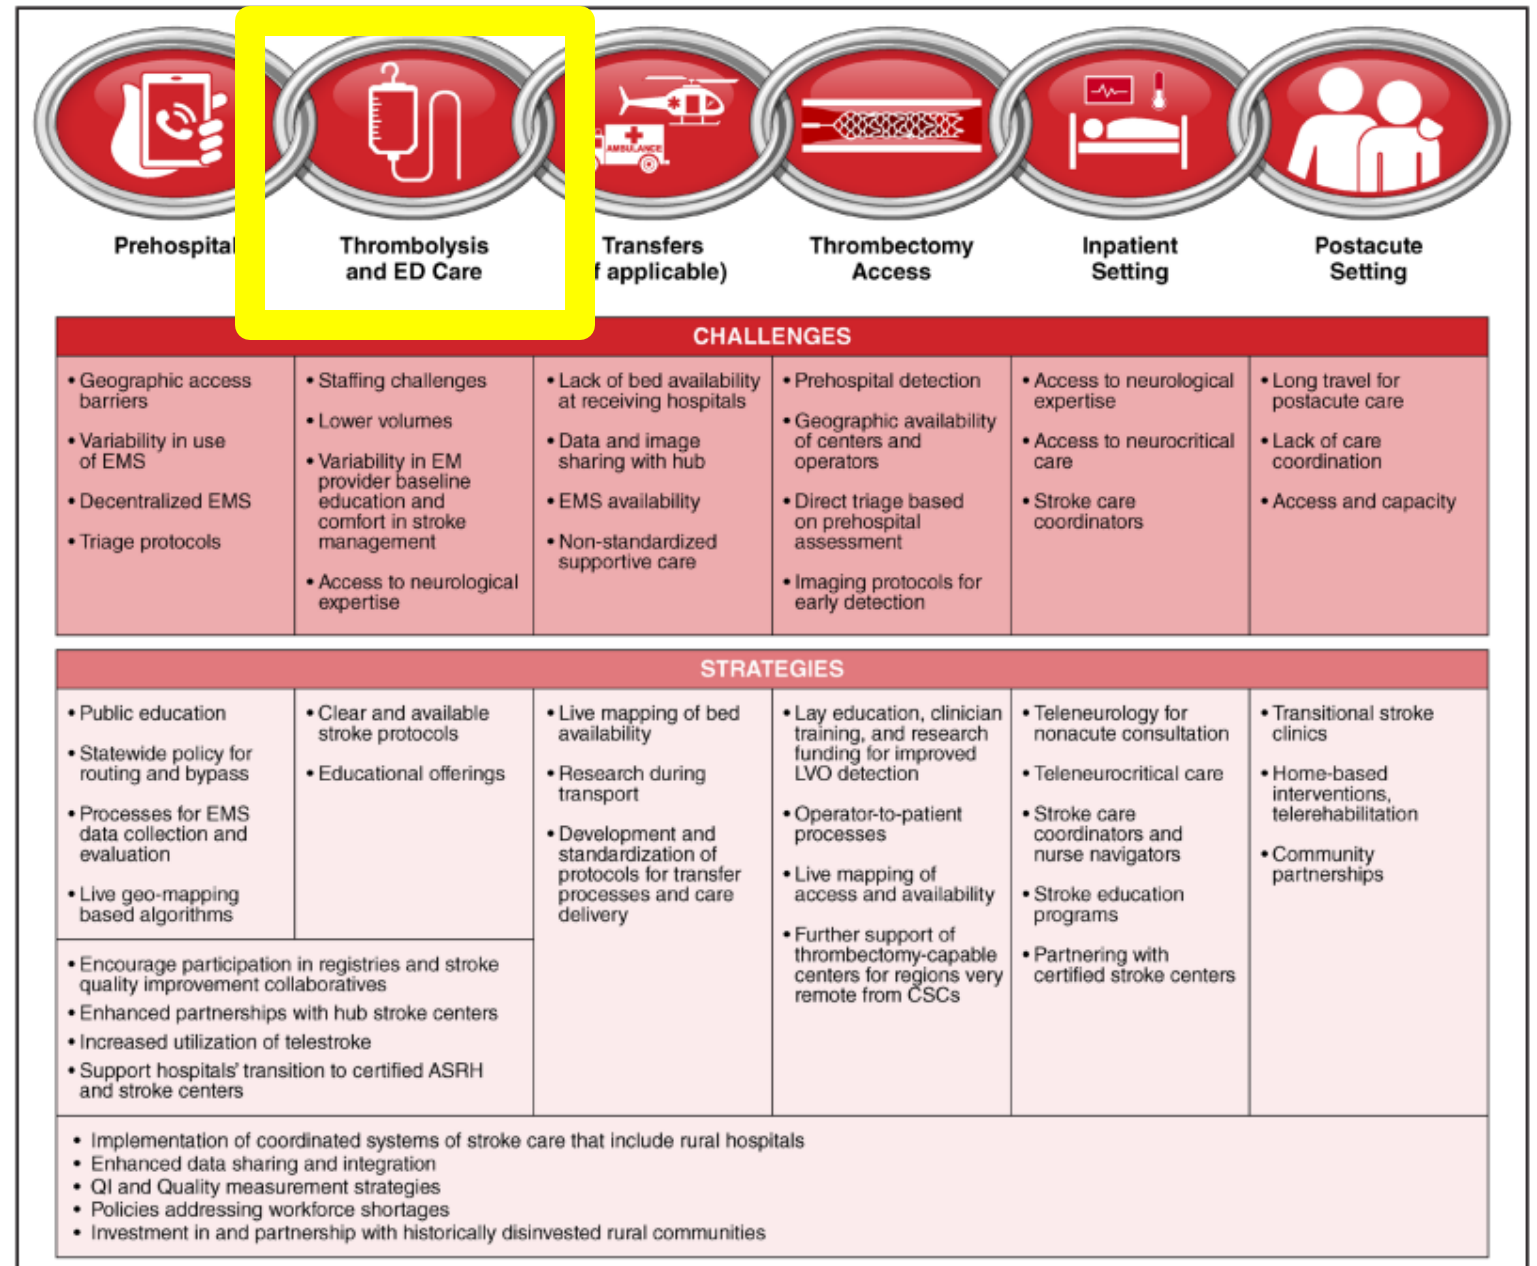 AMBULANCE
Prehospital
Thrombolysis
and ED Care
Transfers
f applicable)
Thrombectomy
Access
Inpatient
Setting
Postacute
Setting
CHALLENGES
• Geographic access
barriers
• Variability in use
of EMS
• Decentralized EMS
• Triage protocols
• Staffing challenges
• Lower volumes
• Variability in EM
provider baseline
education and
comfort in stroke
management
• Access to neurological
expertise
• Lack of bed availability
at receiving hospitals
• Data and image
sharing with hub
• EMS availability
• Non-standardized
supportive care
• Prehospital detection
• Geographic availability
of centers and
operators
• Direct triage based
on prehospital
assessment
• Imaging protocols for
early detection
• Access to neurological
expertise
• Access to neurocritical
care
• Stroke care
coordinators
• Long travel for
postacute care
• Lack of care
coordination
• Access and capacity
STRATEGIES
• Public education
• Statewide policy for
routing and bypass
• Processes for EMS
data collection and
evaluation
• Live geo-mapping
based algorithms
• Clear and available
stroke protocols
• Educational offerings
• Encourage participation in registries and stroke
quality improvement collaboratives
• Enhanced partnerships with hub stroke centers
• Increased utilization of telestroke
• Support hospitals' transition to certified ASRH
and stroke centers
• Live mapping of bed
availability
• Research during
transport
• Development and
standardization of
protocols for transfer
processes and care
delivery
• Lay education, clinician
training, and research
funding for improved
LVO detection
• Operator-to-patient
processes
• Live mapping of
access and availability
• Further support of
thrombectomy-capable
centers for regions very
remote from CSCs
• Teleneurology for
nonacute consultation
• Teleneurocritical care
• Stroke care
coordinators and
nurse navigators
• Stroke education
programs
• Partnering with
certified stroke centers
• Transitional stroke
clinics
• Home-based
interventions,
telerehabilitation
• Community
partnerships
• Implementation of coordinated systems of stroke care that include rural hospitals
• Enhanced data sharing and integration
• QI and Quality measurement strategies
• Policies addressing workforce shortages
• Investment in and partnership with historically disinvested rural communities